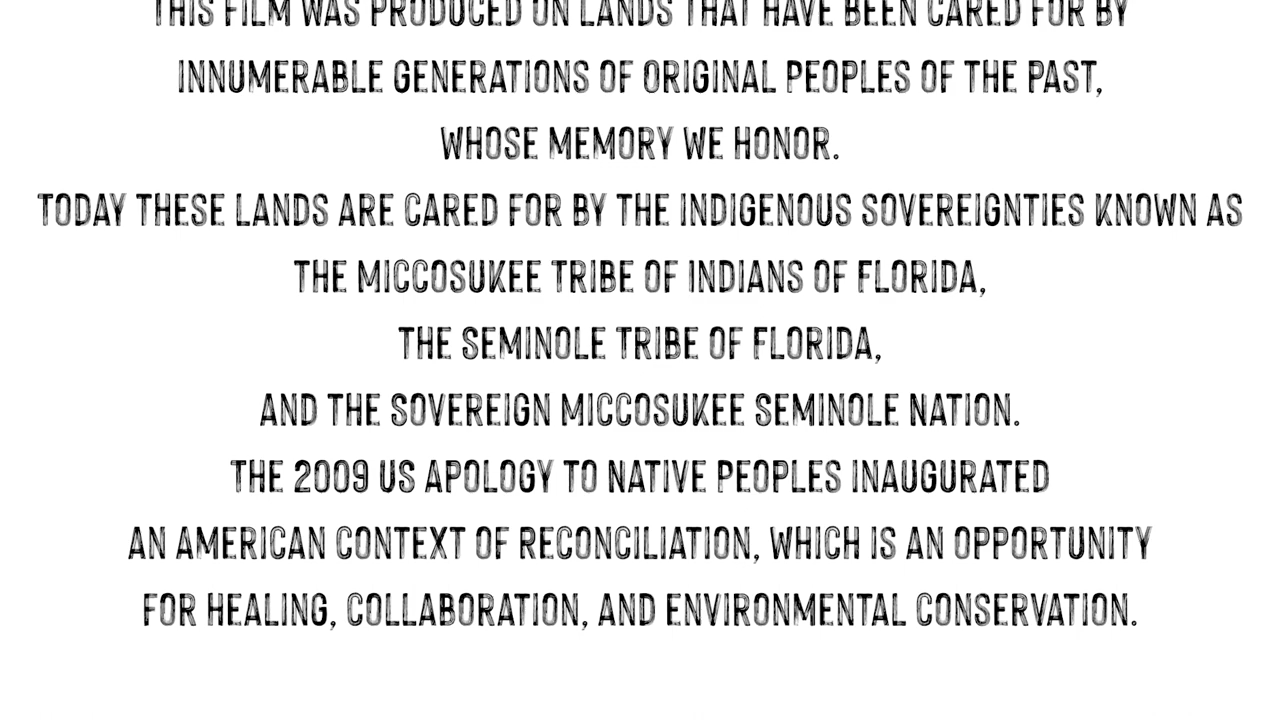 THIS FILM WAS PRODUCED ON LANDS THAT HAVE BEEN CARED FOR BY
INNUMERABLE GENERATIONS OF ORIGINAL PEOPLES OF THE PAST,
WHOSE MEMORY WE HONOR.
TODAY THESE LANDS ARE CARED FOR BY THE INDIGENOUS SOVEREIGNTIES KNOWN AS
THE MICCOSUKEE TRIBE OF INDIANS OF FLORIDA,
THE SEMINOLE TRIBE OF FLORIDA,
AND THE SOVEREIGN MICCOSUKEE SEMINOLE NATION.
THE 2009 US APOLOGY TO NATIVE PEOPLES INAUGURATED
AN AMERICAN CONTEXT OF RECONCILIATION, WHICH IS AN OPPORTUNITY
FOR HEALING, COLLABORATION, AND ENVIRONMENTAL CONSERVATION.